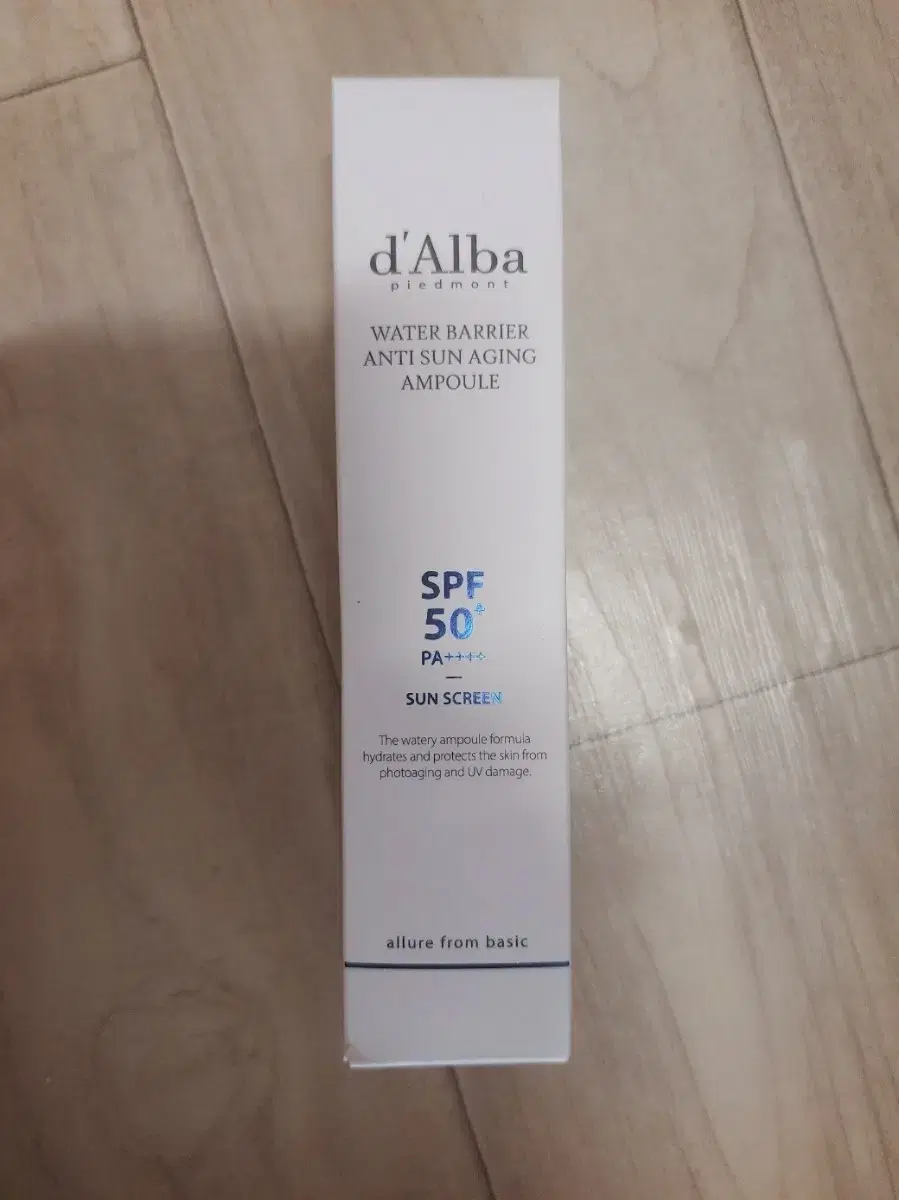 d'Alba
piedmont
WATER BARRIER
ANTI SUN AGING
AMPOULE
SPF
50+
PA++++
SUN SCREEN
The watery ampoule formula
hydrates and protects the skin from
photoaging and UV damage.
allure from basic